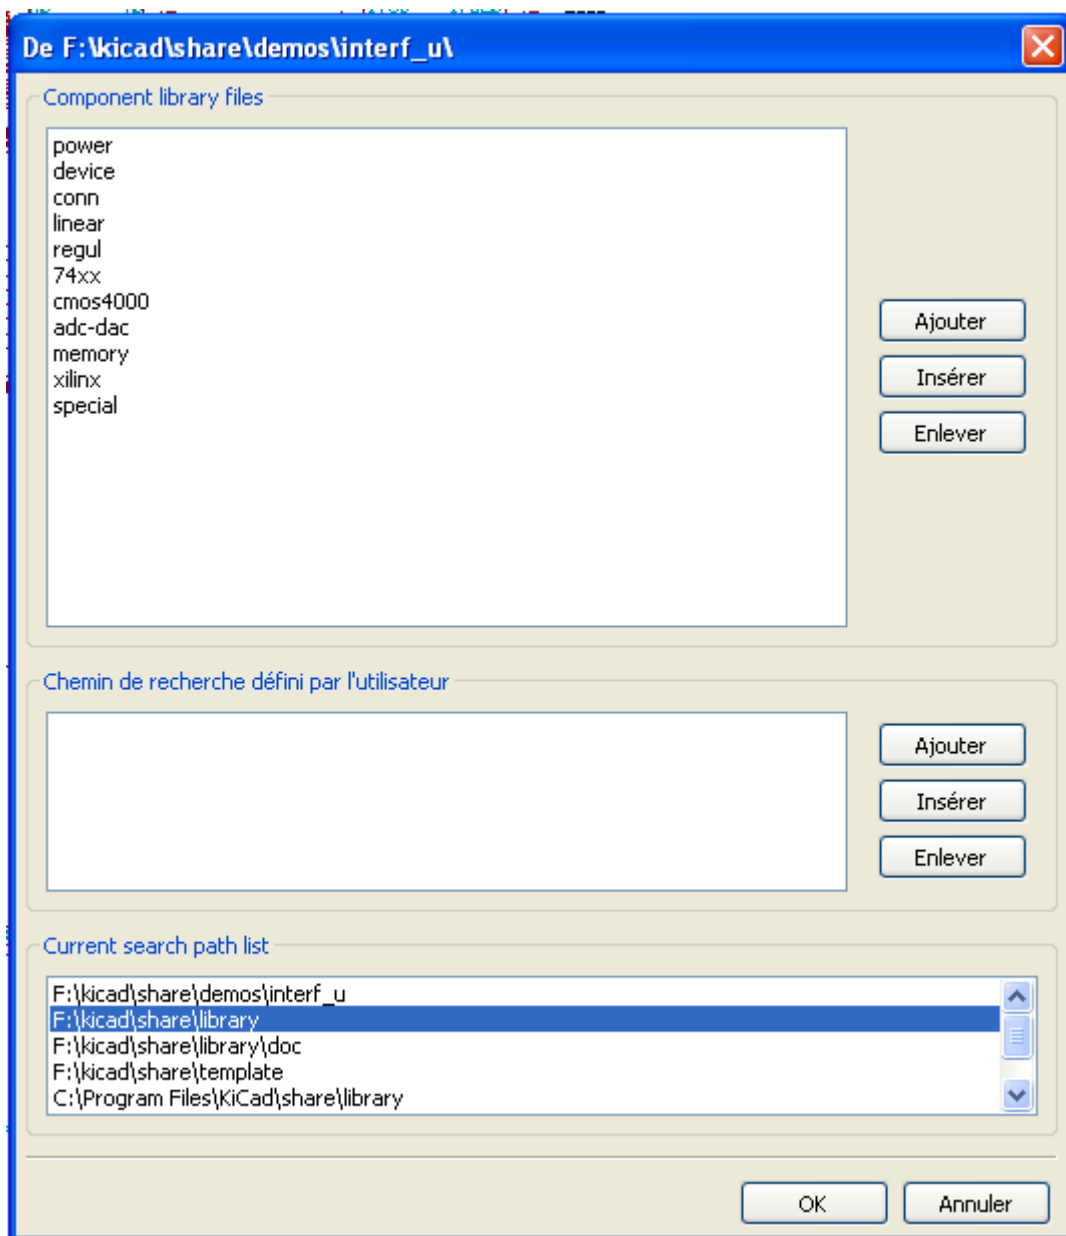 De F:\kicad\share\demos\interf_u\
Component library files
power
device
conn
linear
regul
74xx
cmos4000
adc-dac
memory
xilinx
special
Ajouter
Insérer
Enlever
Chemin de recherche défini par l'utilisateur
Ajouter
Insérer
Enlever
Current search path list
F:\kicad\share\demos\interf_u
F:\kicad\share\library
F:\kicad\share\library\doc
F:\kicad\share\template
C:\Program Files\KiCad\share\library
OK
Annuler